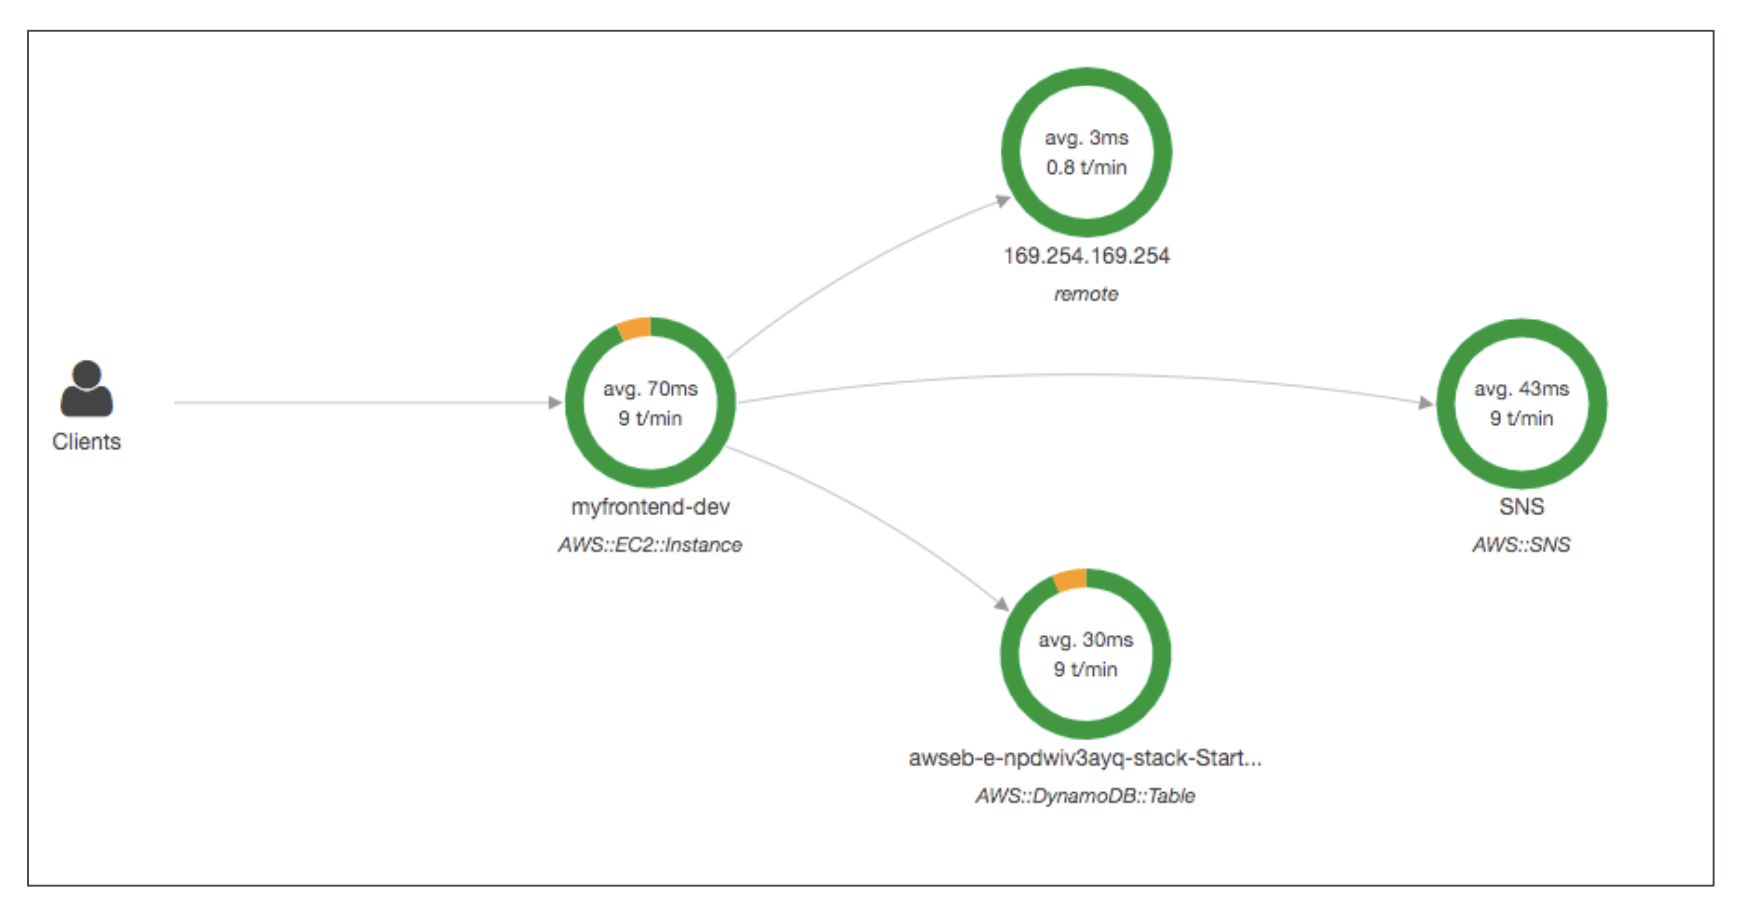 avg. 3ms
0.8 t/min
169.254.169.254
remote
Clients
avg. 70ms
9 t/min
myfrontend-dev
AWS::EC2::Instance
avg. 43ms
9 t/min
SNS
AWS::SNS
avg. 30ms
9 t/min
awseb-e-npdwiv3ayq-stack-Start...
AWS::DynamoDB::Table